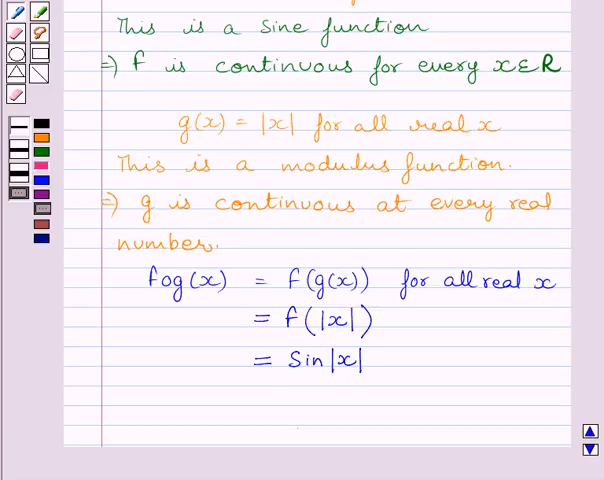 This is a Sine function
⇒ f is continuous for every x∈R
g(x) = |x| for all real x
This is a modulus function.
⇒ g is continuous at every real
number.
fog(x) = f(g(x)) for all real x
= f(|x|)
= Sin|x|